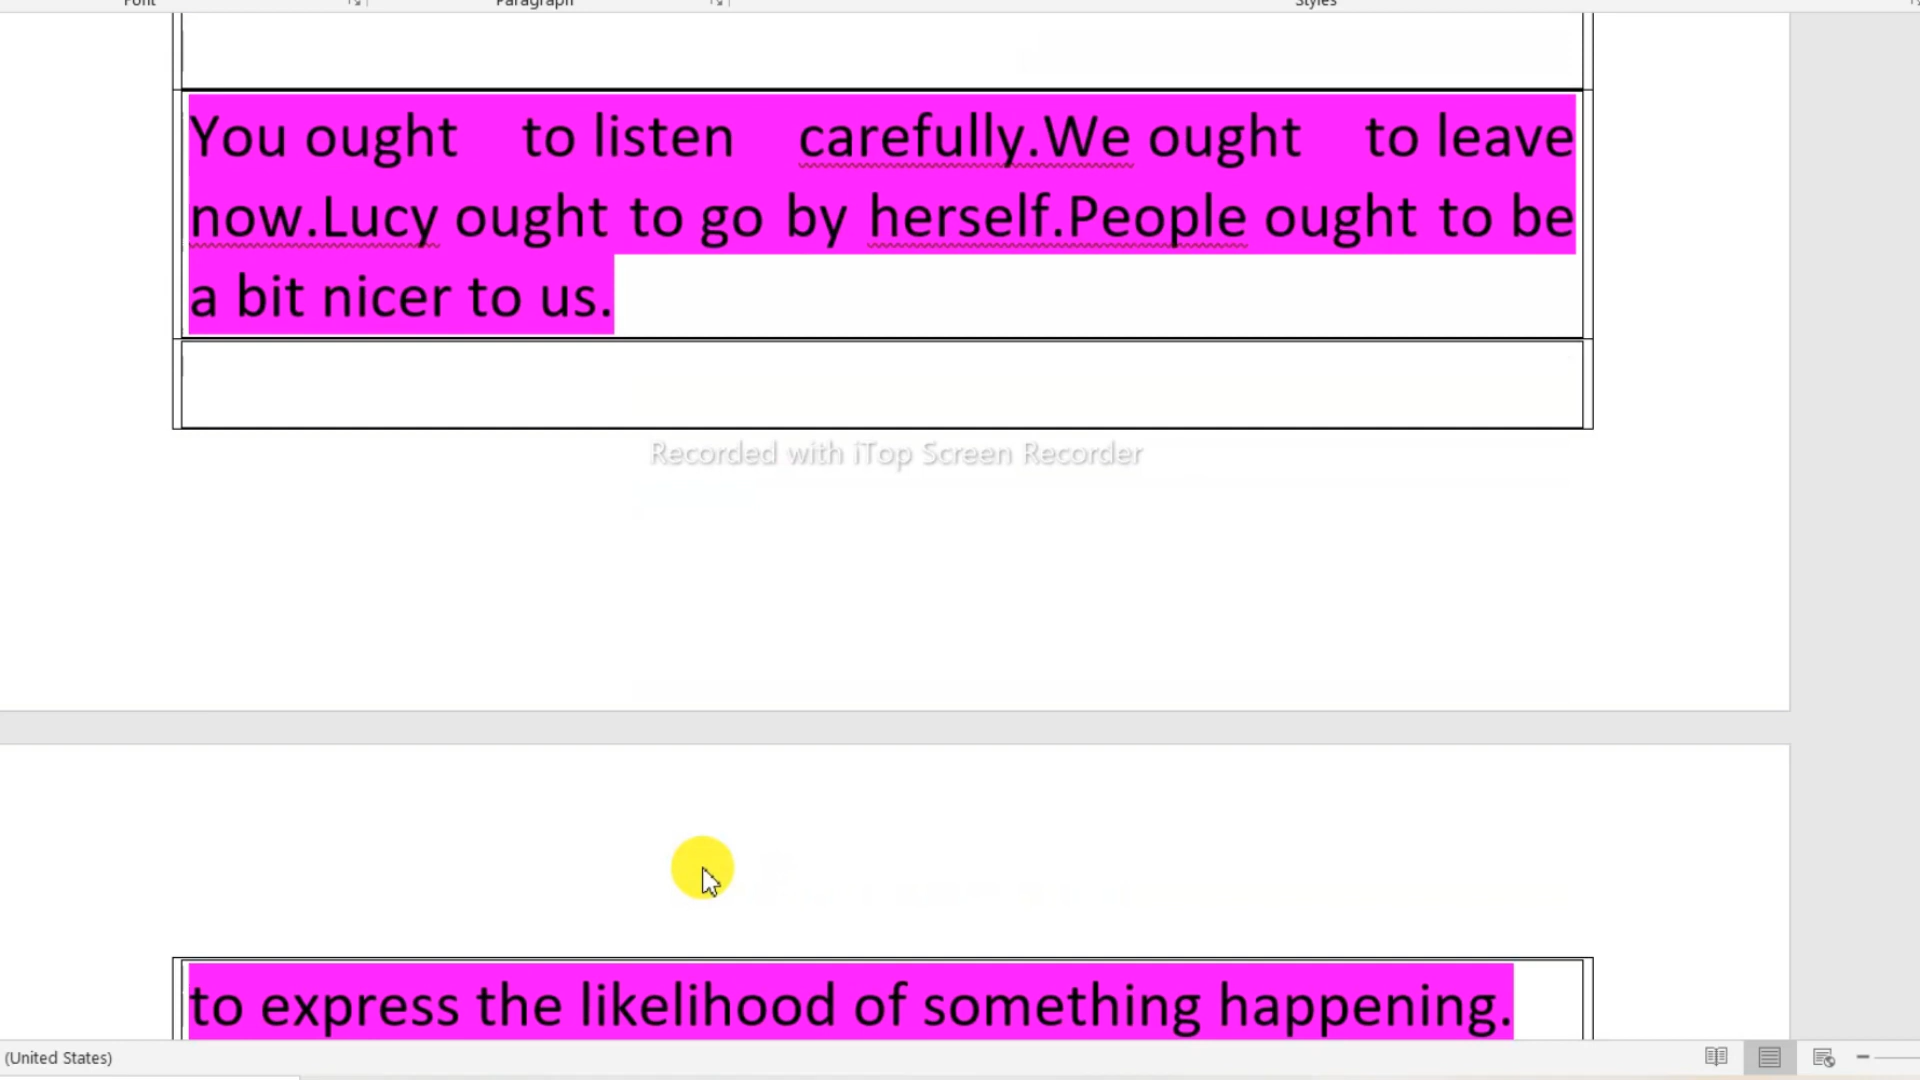 Font Paragraph Styles
You ought to listen carefully.We ought to leave
now.Lucy ought to go by herself.People ought to be
a bit nicer to us.
Recorded with iTop Screen Recorder
to express the likelihood of something happening.
(United States)